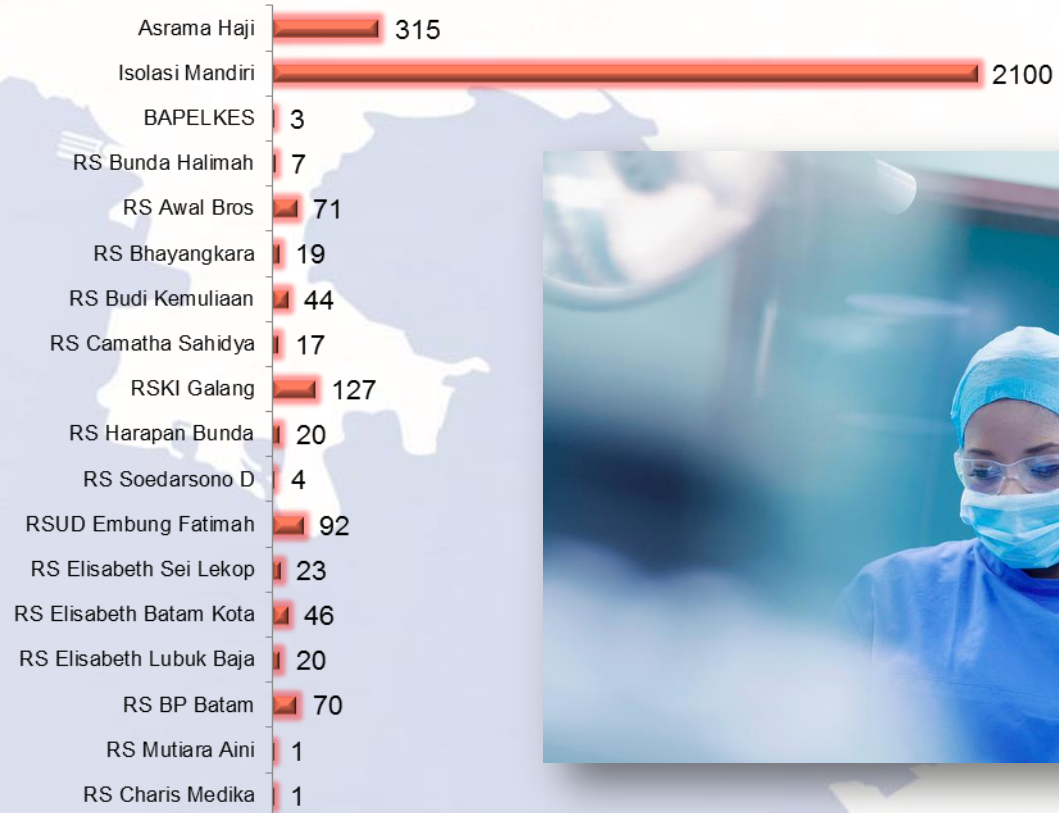 Asrama Haji 315
Isolasi Mandiri 2100
BAPELKES 3
RS Bunda Halimah 7
RS Awal Bros 71
RS Bhayangkara 19
RS Budi Kemuliaan 44
RS Camatha Sahidya 17
RSKI Galang 127
RS Harapan Bunda 20
RS Soedarsono D 4
RSUD Embung Fatimah 92
RS Elisabeth Sei Lekop 23
RS Elisabeth Batam Kota 46
RS Elisabeth Lubuk Baja 20
RS BP Batam 70
RS Mutiara Aini 1
RS Charis Medika 1